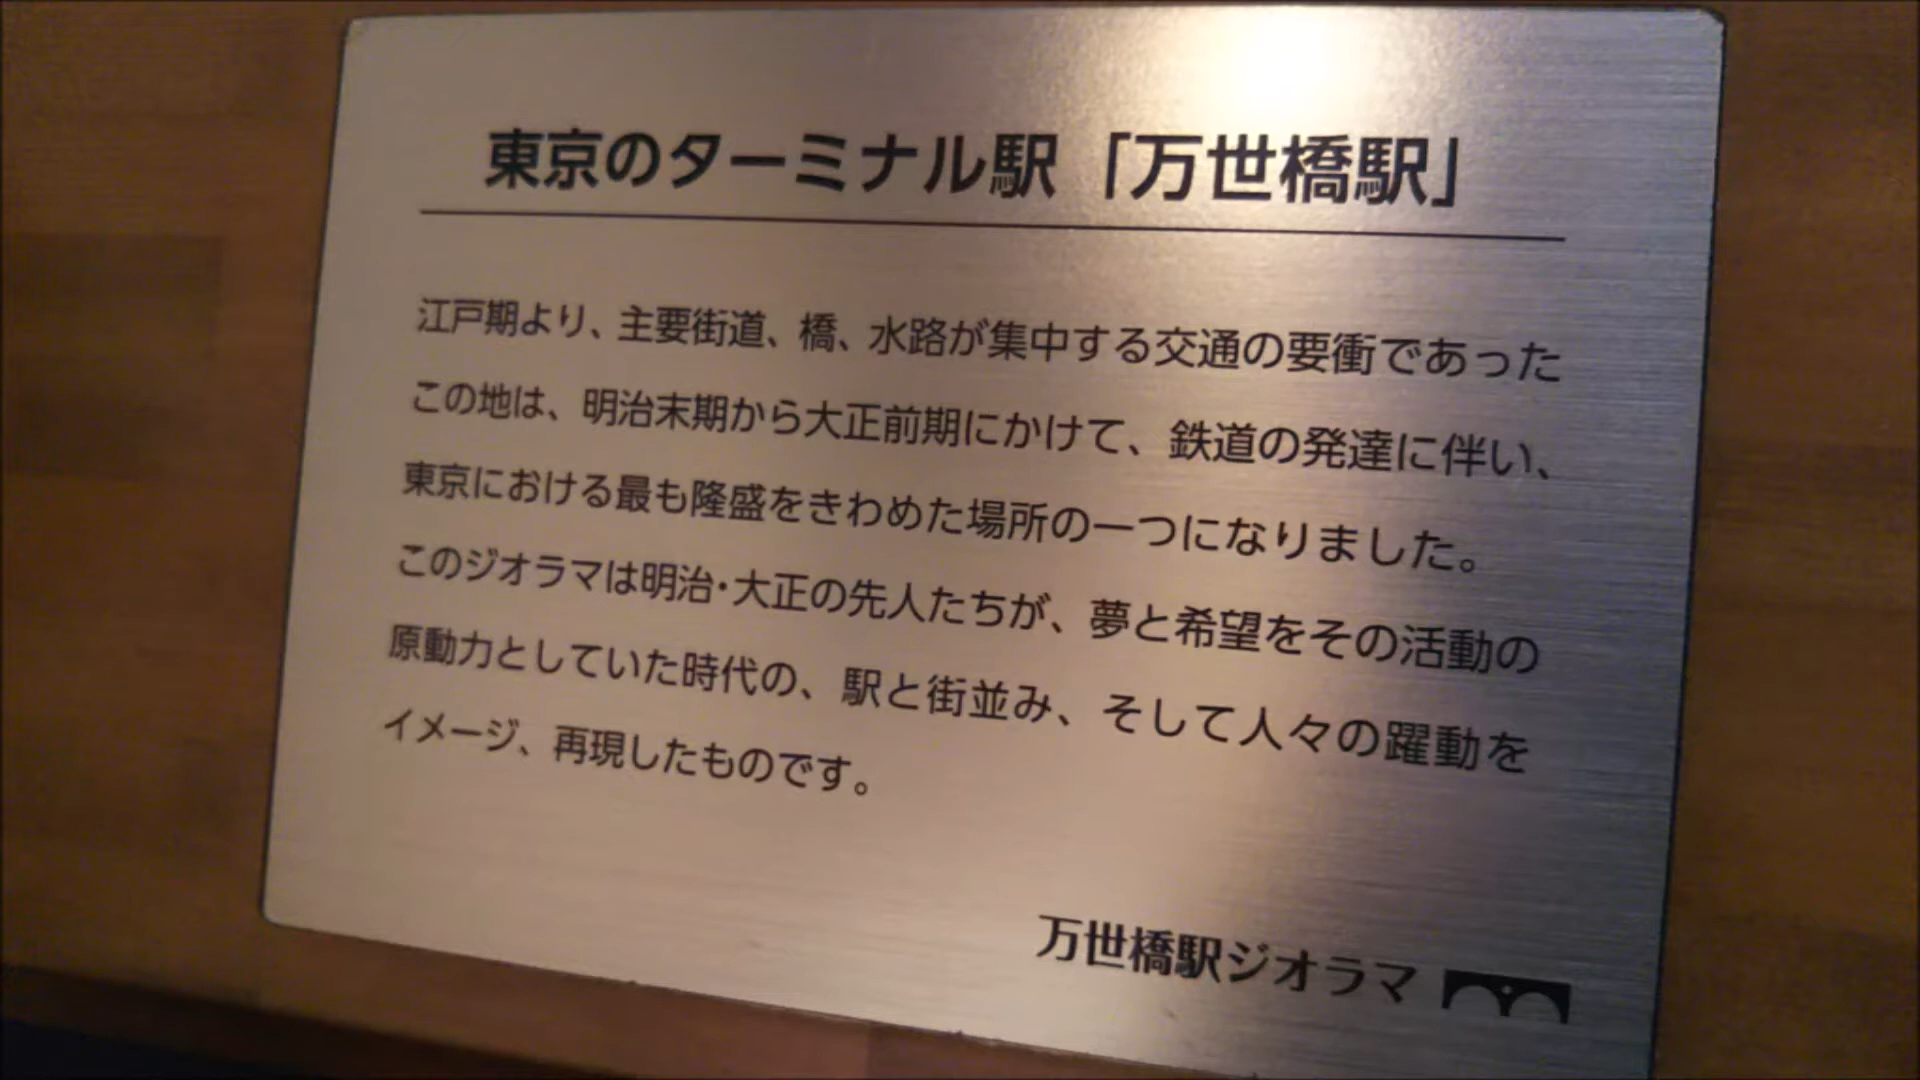 東京のターミナル駅「万世橋駅」
江戸期より、主要街道、橋、水路が集中する交通の要衝であった
この地は、明治末期から大正前期にかけて、鉄道の発達に伴い、
東京における最も隆盛をきわめた場所の一つになりました。
このジオラマは明治・大正の先人たちが、夢と希望をその活動の
原動力としていた時代の、駅と街並み、そして人々の躍動を
イメージ、再現したものです。
万世橋駅ジオラマ